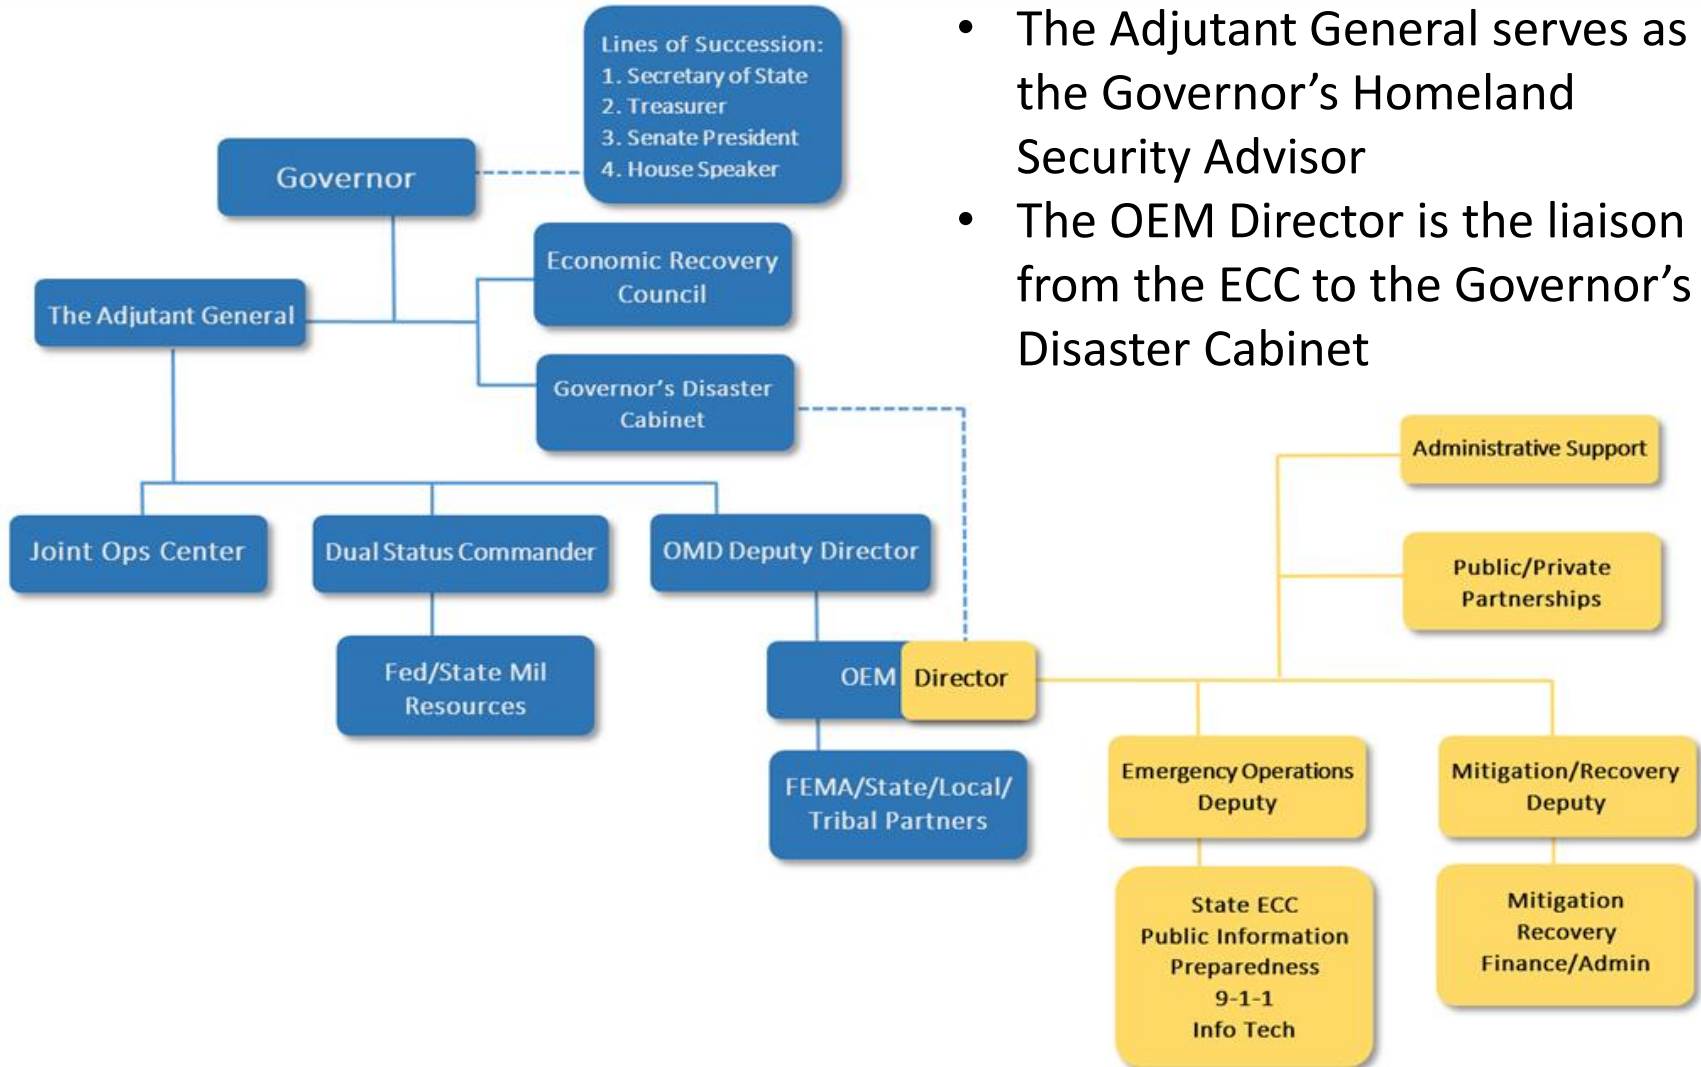 Lines of Succession:
1. Secretary of State
2. Treasurer
3. Senate President
4. House Speaker
• The Adjutant General serves as
the Governor’s Homeland
Security Advisor
• The OEM Director is the liaison
from the ECC to the Governor’s
Disaster Cabinet
Governor
Economic Recovery
Council
The Adjutant General
Governor’s Disaster
Cabinet
Joint Ops Center
Dual Status Commander
OMD Deputy Director
Fed/State Mil
Resources
OEM Director
FEMA/State/Local/
Tribal Partners
Administrative Support
Public/Private
Partnerships
Emergency Operations
Deputy
Mitigation/Recovery
Deputy
State ECC
Public Information
Preparedness
9-1-1
Info Tech
Mitigation
Recovery
Finance/Admin